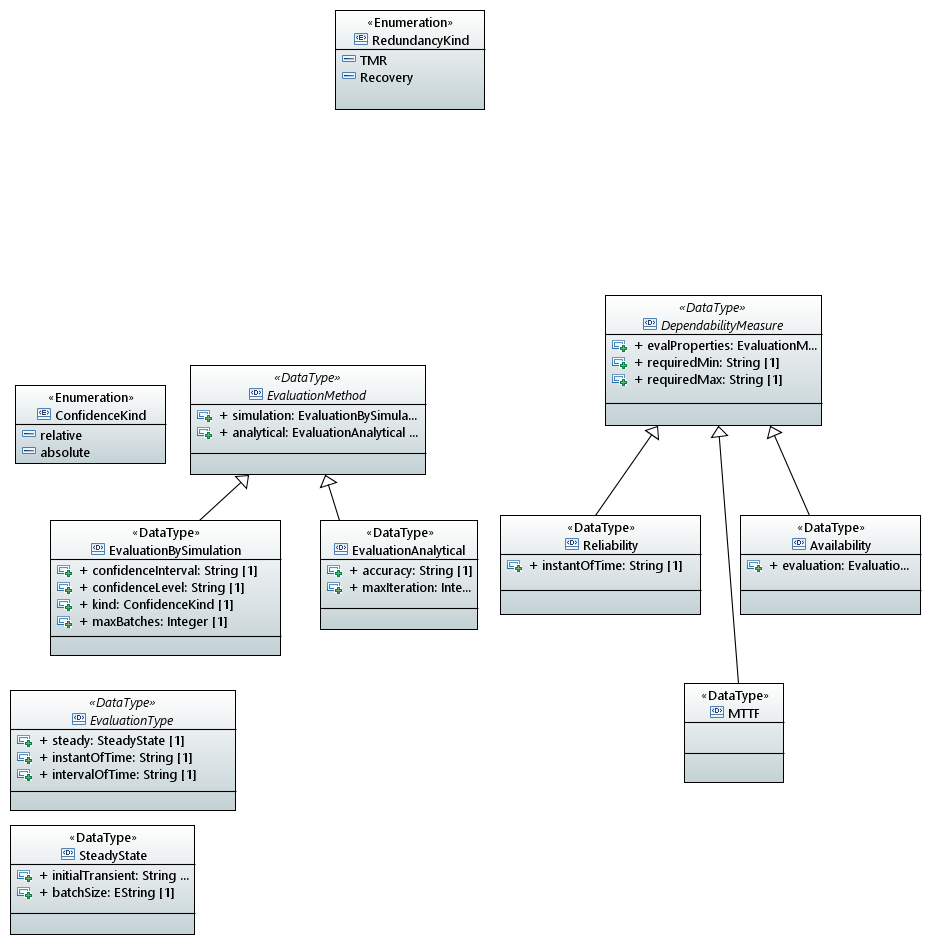 «Enumeration»
RedundancyKind
TMR
Recovery
«DataType»
DependabilityMeasure
+ evalProperties: EvaluationM...
+ requiredMin: String [1]
+ requiredMax: String [1]
«DataType»
EvaluationMethod
+ simulation: EvaluationBySimula...
+ analytical: EvaluationAnalytical ...
«Enumeration»
ConfidenceKind
relative
absolute
«DataType»
EvaluationBySimulation
+ confidenceInterval: String [1]
+ confidenceLevel: String [1]
+ kind: ConfidenceKind [1]
+ maxBatches: Integer [1]
«DataType»
EvaluationAnalytical
+ accuracy: String [1]
+ maxIteration: Inte...
«DataType»
Reliability
+ instantOfTime: String [1]
«DataType»
Availability
+ evaluation: Evaluatio...
«DataType»
MTTF
«DataType»
EvaluationType
+ steady: SteadyState [1]
+ instantOfTime: String [1]
+ intervalOfTime: String [1]
«DataType»
SteadyState
+ initialTransient: String ...
+ batchSize: EString [1]